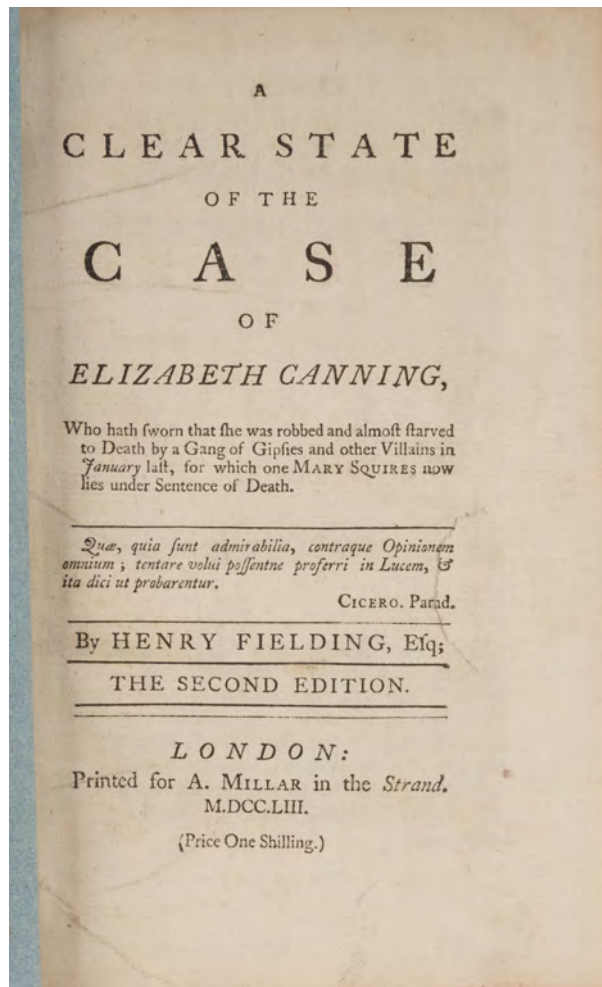 A
CLEAR STATE
OF THE
CASE
OF
ELIZABETH CANNING,
Who hath ſworn that ſhe was robbed and almoſt ſtarved
to Death by a Gang of Gipſies and other Villains in
January laſt, for which one MARY SQUIRES now
lies under Sentence of Death.
Quæ, quia ſunt admirabilia, contraque Opinionem
omnium; tentare volui poſſentne proferri in Lucem, &
ita dici ut probarentur.
CICERO. Parad.
By HENRY FIELDING, Eſq;
THE SECOND EDITION.
LONDON:
Printed for A. MILLAR in the Strand.
M.DCC.LIII.
(Price One Shilling.)